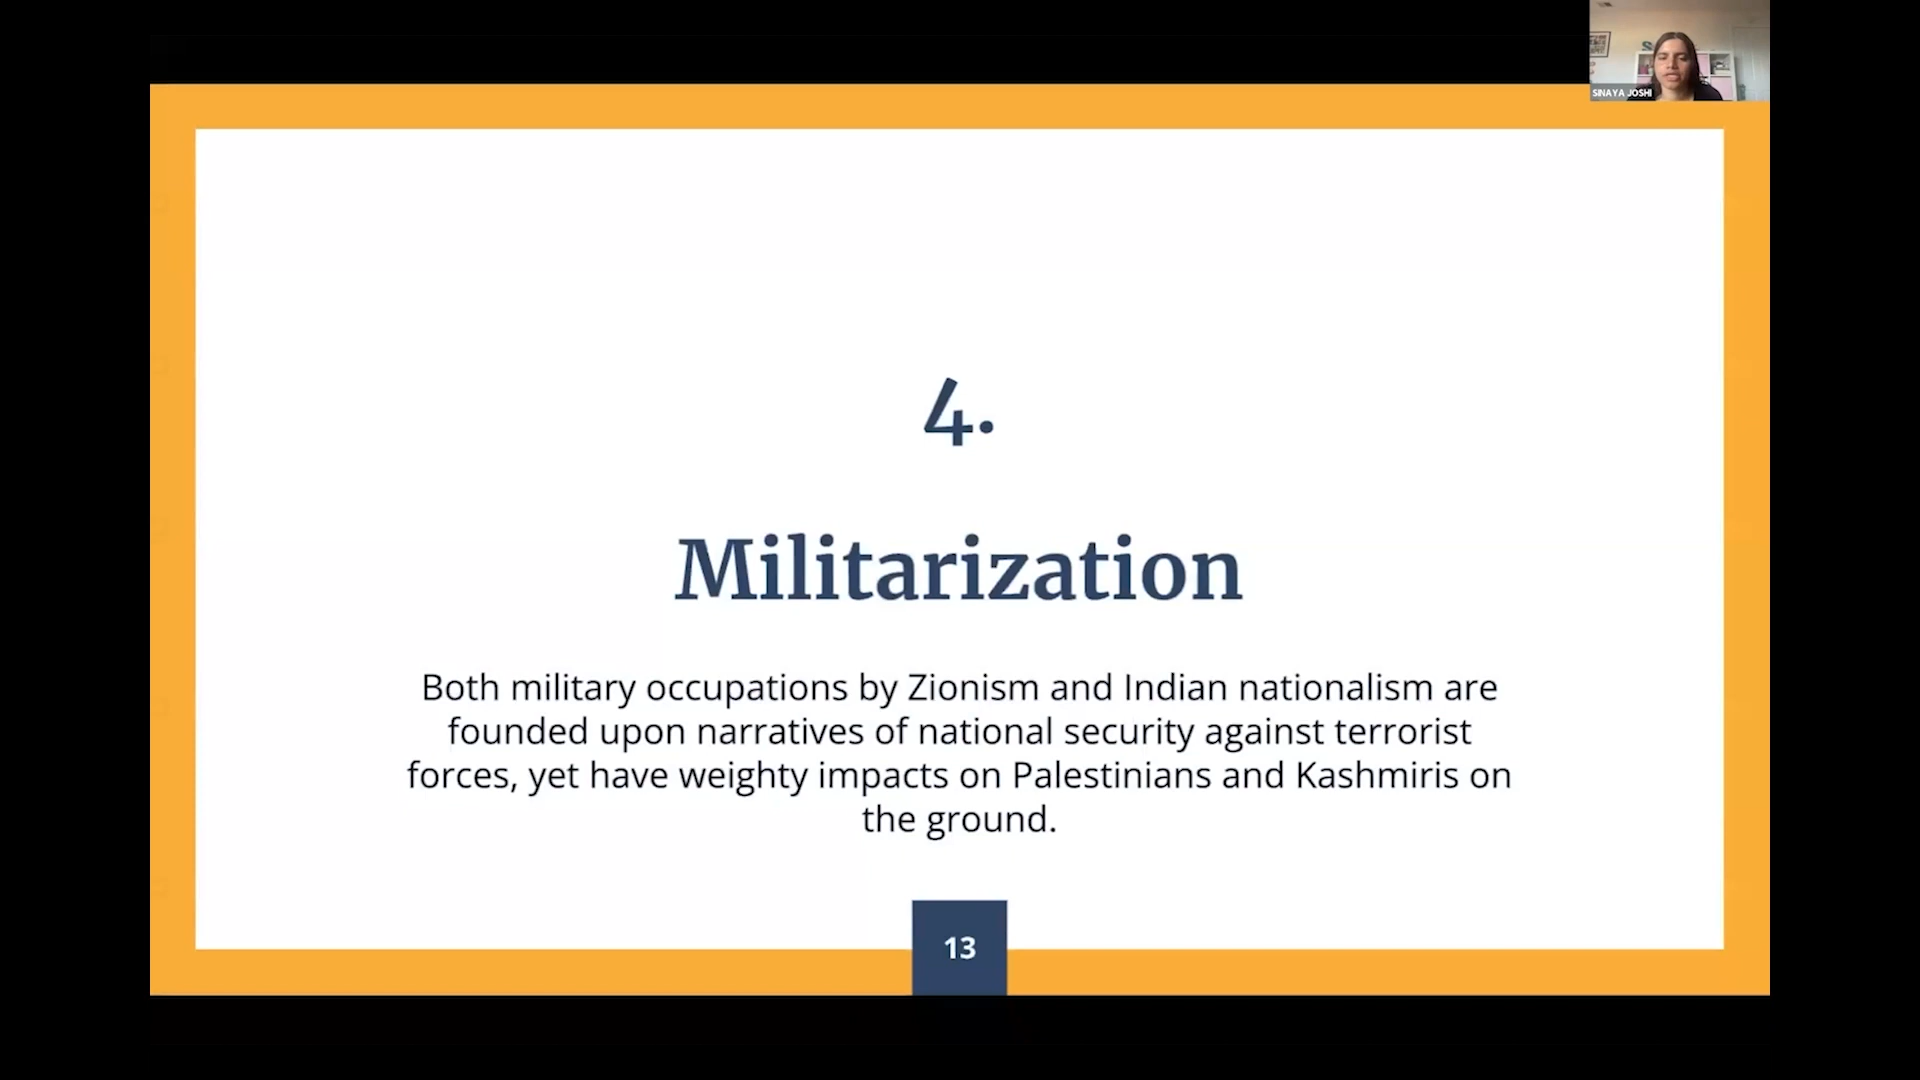 SINAYA JOSHI
4.
Militarization
Both military occupations by Zionism and Indian nationalism are
founded upon narratives of national security against terrorist
forces, yet have weighty impacts on Palestinians and Kashmiris on
the ground.
13